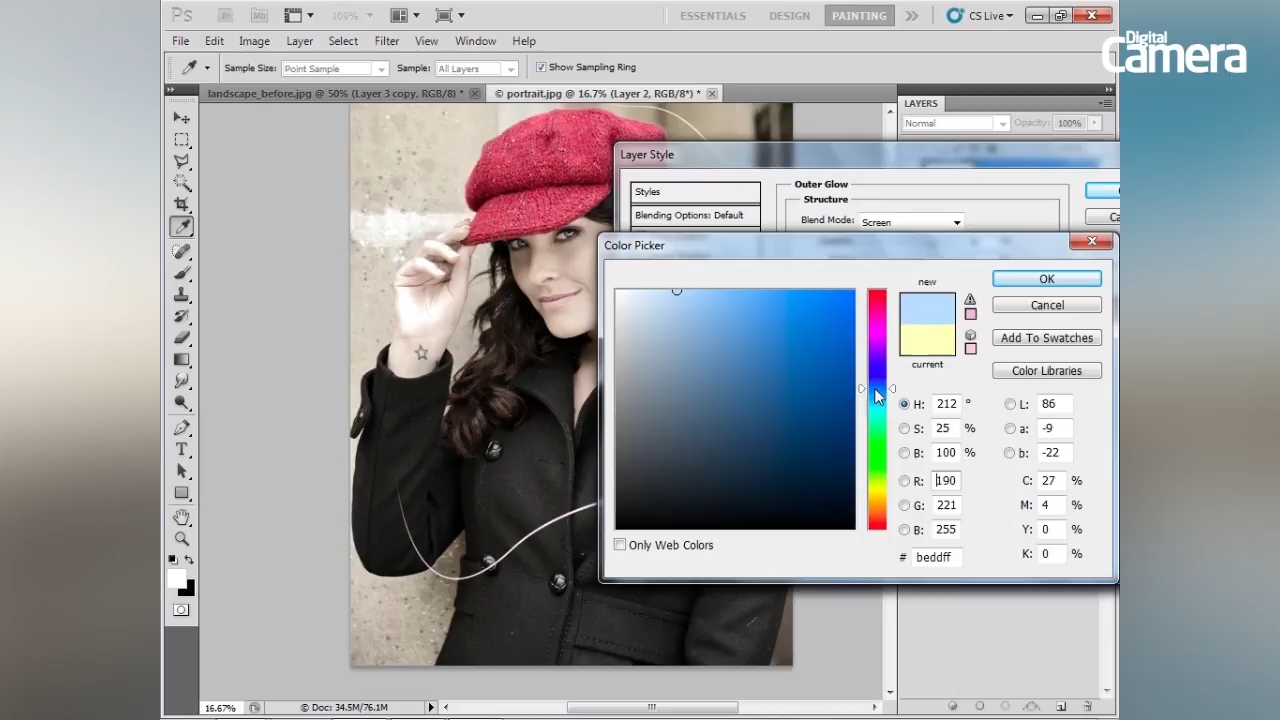 Ps Br Mb 100% ESSENTIALS DESIGN PAINTING CS Live
Digital
Camera
File Edit Image Layer Select Filter View Window Help
Sample Size: Point Sample Sample: All Layers Show Sampling Ring
landscape_before.jpg @ 50% (Layer 3 copy, RGB/8) * © portrait.jpg @ 16.7% (Layer 2, RGB/8*) *
LAYERS
Normal Opacity: 100%
Layer Style
Styles
Blending Options: Default
Outer Glow
Structure
Blend Mode: Screen
Ca
Color Picker
new
current
OK
Cancel
Add To Swatches
Color Libraries
H: 212 ° L: 86
S: 25 % a: -9
B: 100 % b: -22
R: 190 C: 27 %
G: 221 M: 4 %
B: 255 Y: 0 %
# beddff K: 0 %
Only Web Colors
16.67% © Doc: 34.5M/76.1M